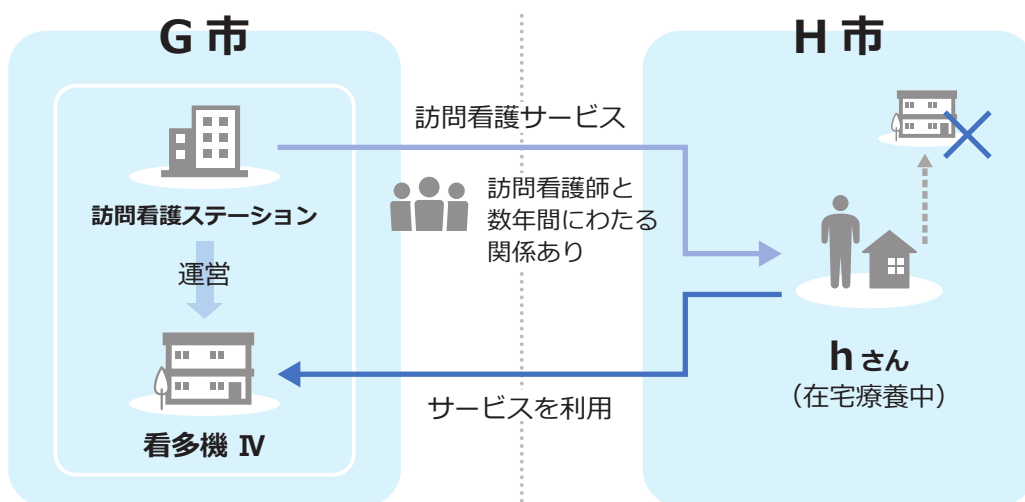 G 市
H 市
訪問看護サービス
訪問看護師と
数年間にわたる
関係あり
訪問看護ステーション
運営
看多機 Ⅳ
サービスを利用
h さん
（在宅療養中）